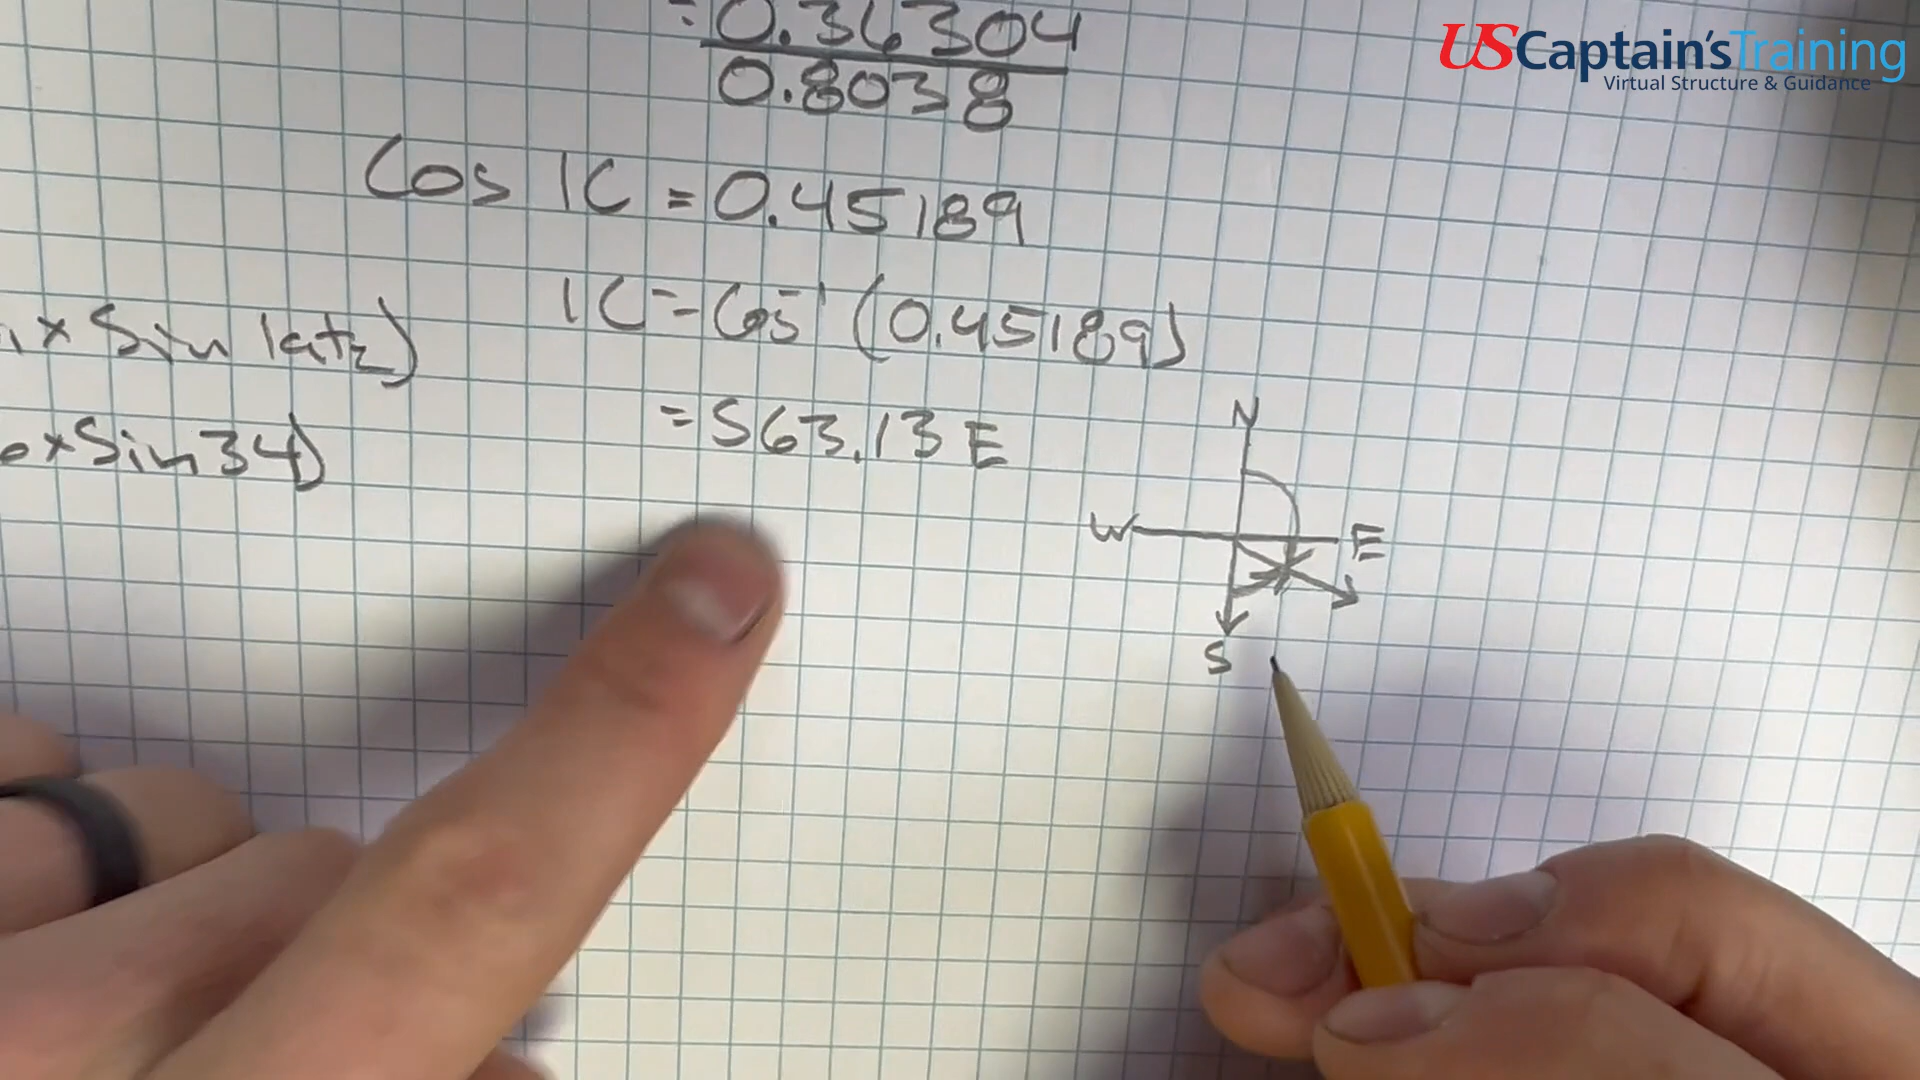 = 0.36304
0.8038
USCaptain'sTraining
Virtual Structure & Guidance
Cos IC = 0.45189
x Sin lat₂)
IC = Cos⁻¹ (0.45189)
x Sin 34)
= S63.13 E
N
W
E
S